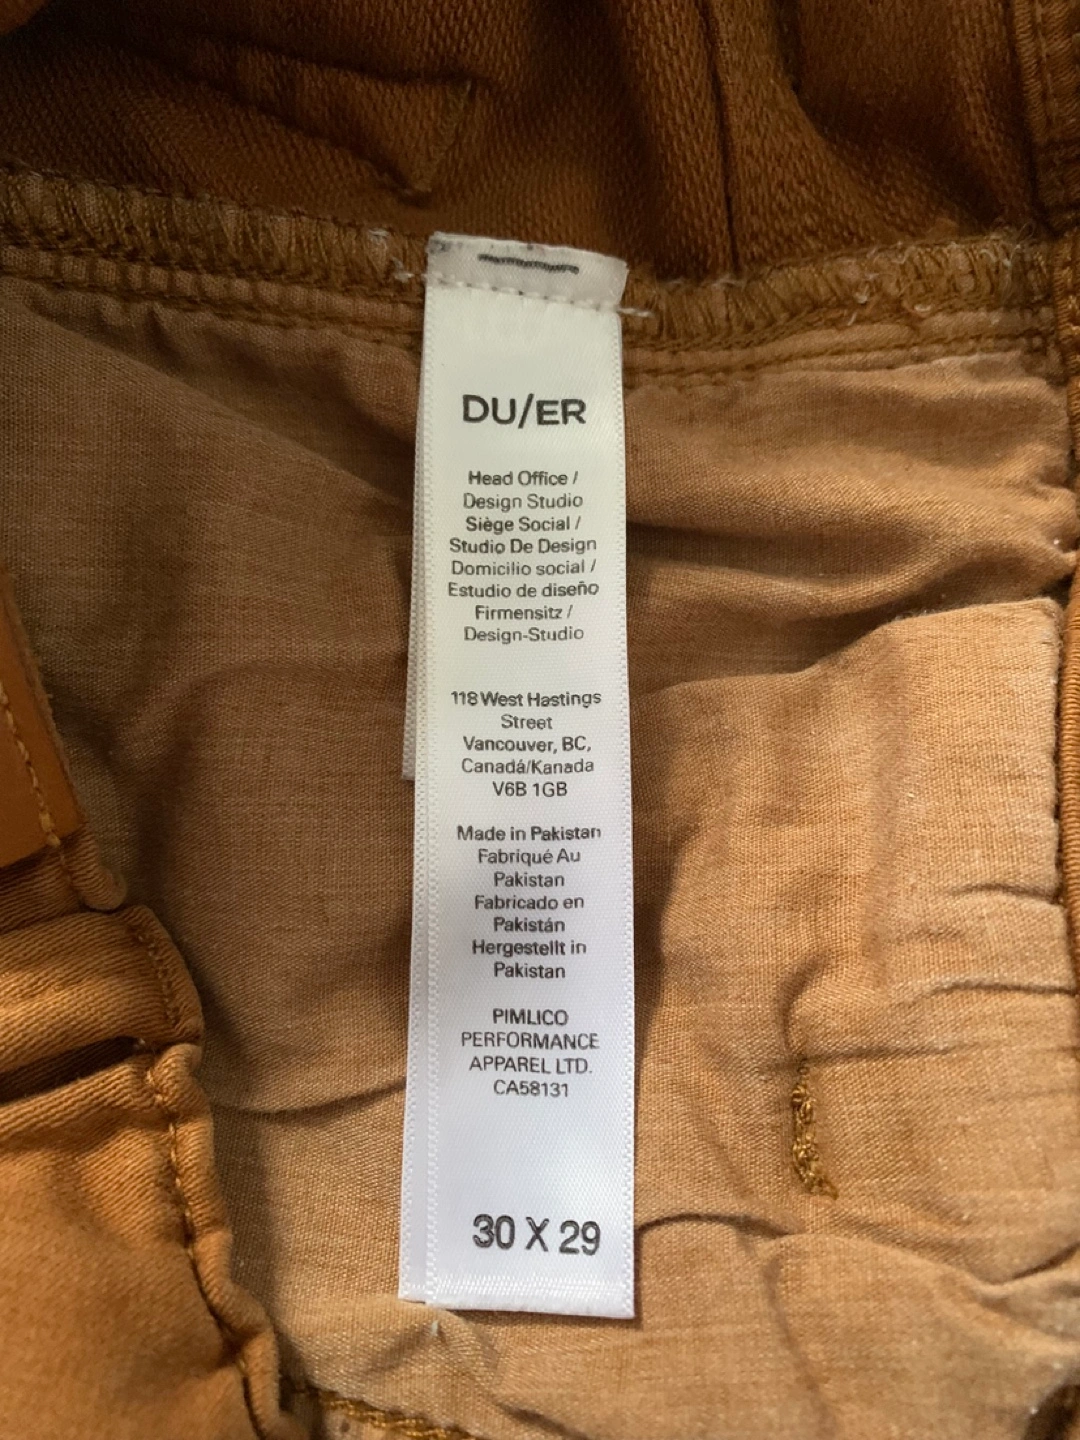 DU/ER
Head Office /
Design Studio
Siège Social /
Studio De Design
Domicilio social /
Estudio de diseño
Firmensitz /
Design-Studio
118 West Hastings
Street
Vancouver, BC,
Canadá/Kanada
V6B 1GB
Made in Pakistan
Fabriqué Au
Pakistan
Fabricado en
Pakistán
Hergestellt in
Pakistan
PIMLICO
PERFORMANCE
APPAREL LTD.
CA58131
30 X 29